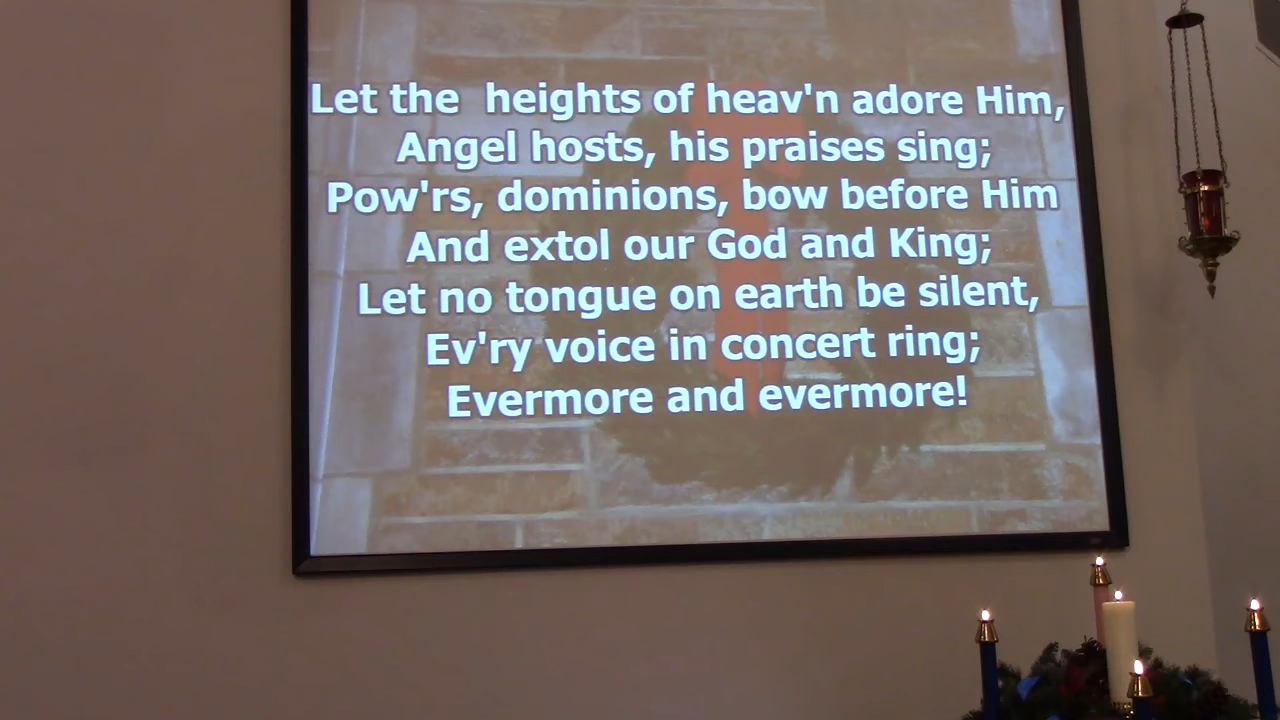 Let the  heights of heav'n adore Him,
Angel hosts, his praises sing;
Pow'rs, dominions, bow before Him
And extol our God and King;
Let no tongue on earth be silent,
Ev'ry voice in concert ring;
Evermore and evermore!